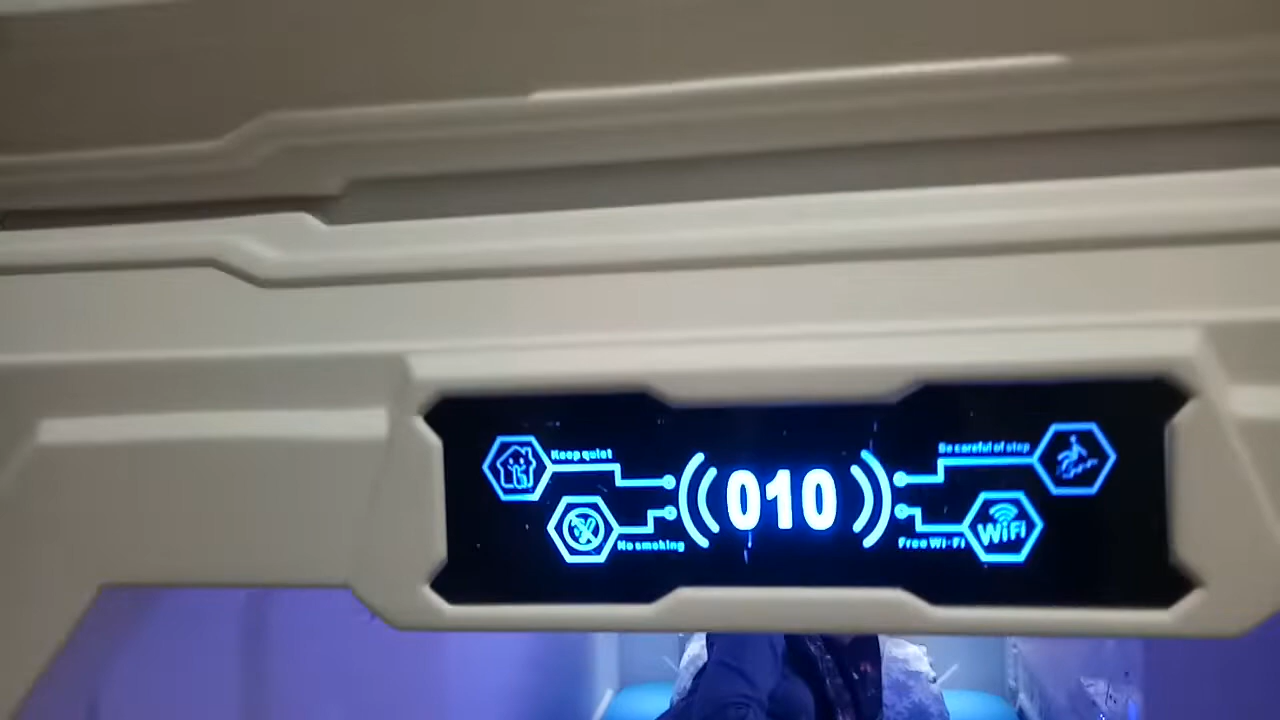 Keep quiet
Be careful of step
010
WiFi
No smoking
Free Wi-Fi